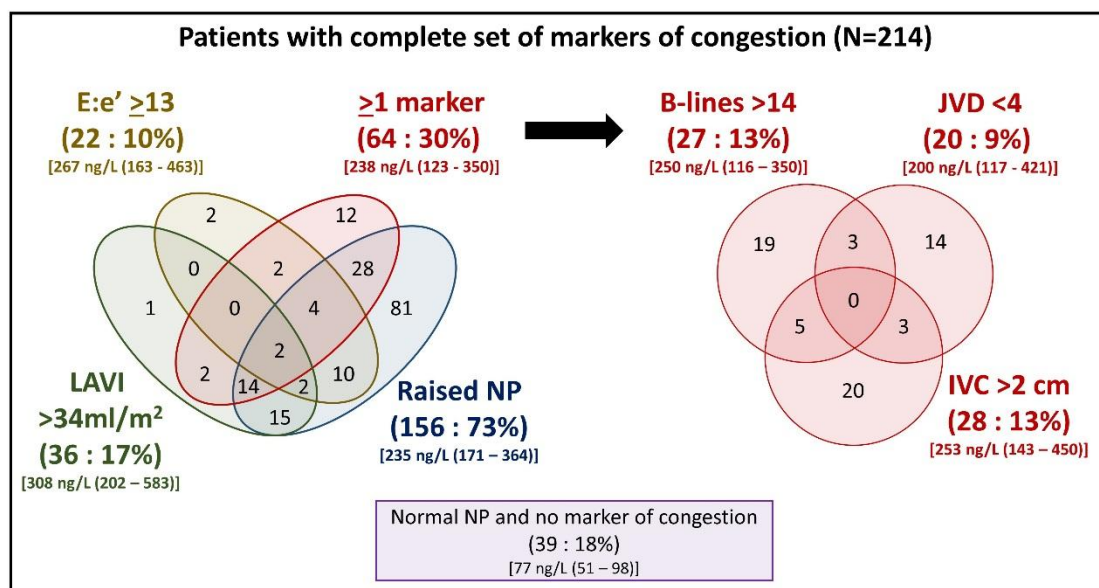 Patients with complete set of markers of congestion (N=214)
E:e’ ≥13
(22 : 10%)
[267 ng/L (163 - 463)]
≥1 marker
(64 : 30%)
[238 ng/L (123 - 350)]
B-lines >14
(27 : 13%)
[250 ng/L (116 – 350)]
JVD <4
(20 : 9%)
[200 ng/L (117 - 421)]
2
12
0
2
28
1
0
4
81
2
2
14
2
10
15
LAVI
>34ml/m²
(36 : 17%)
[308 ng/L (202 – 583)]
Raised NP
(156 : 73%)
[235 ng/L (171 – 364)]
19
3
14
0
5
3
20
IVC >2 cm
(28 : 13%)
[253 ng/L (143 – 450)]
Normal NP and no marker of congestion
(39 : 18%)
[77 ng/L (51 – 98)]